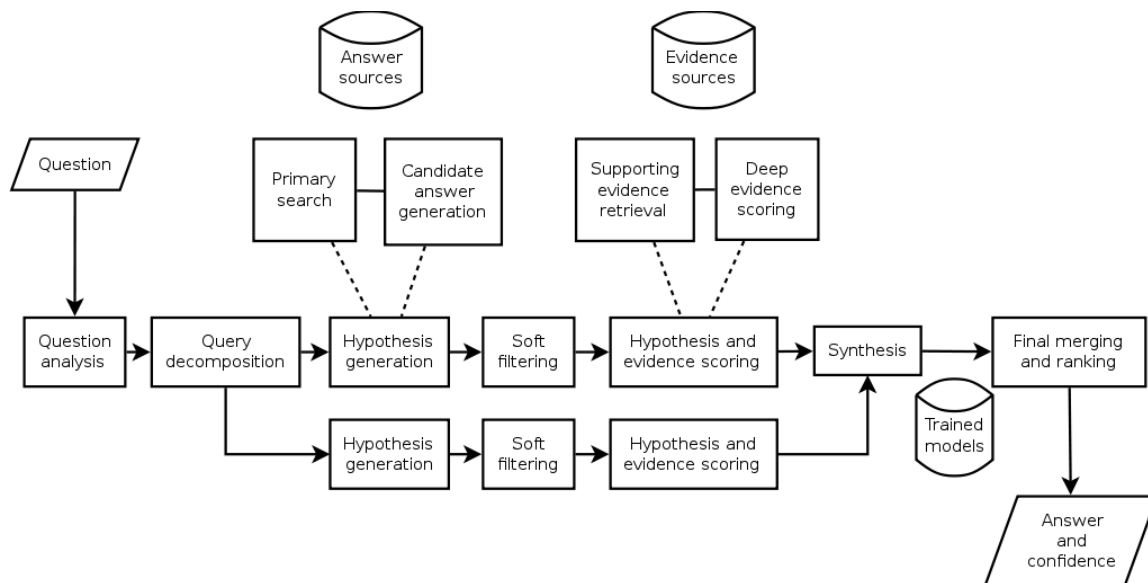 Answer
sources
Evidence
sources
Question
Primary
search
Candidate
answer
generation
Supporting
evidence
retrieval
Deep
evidence
scoring
Question
analysis
Query
decomposition
Hypothesis
generation
Soft
filtering
Hypothesis and
evidence scoring
Synthesis
Final merging
and ranking
Trained
models
Hypothesis
generation
Soft
filtering
Hypothesis and
evidence scoring
Answer
and
confidence